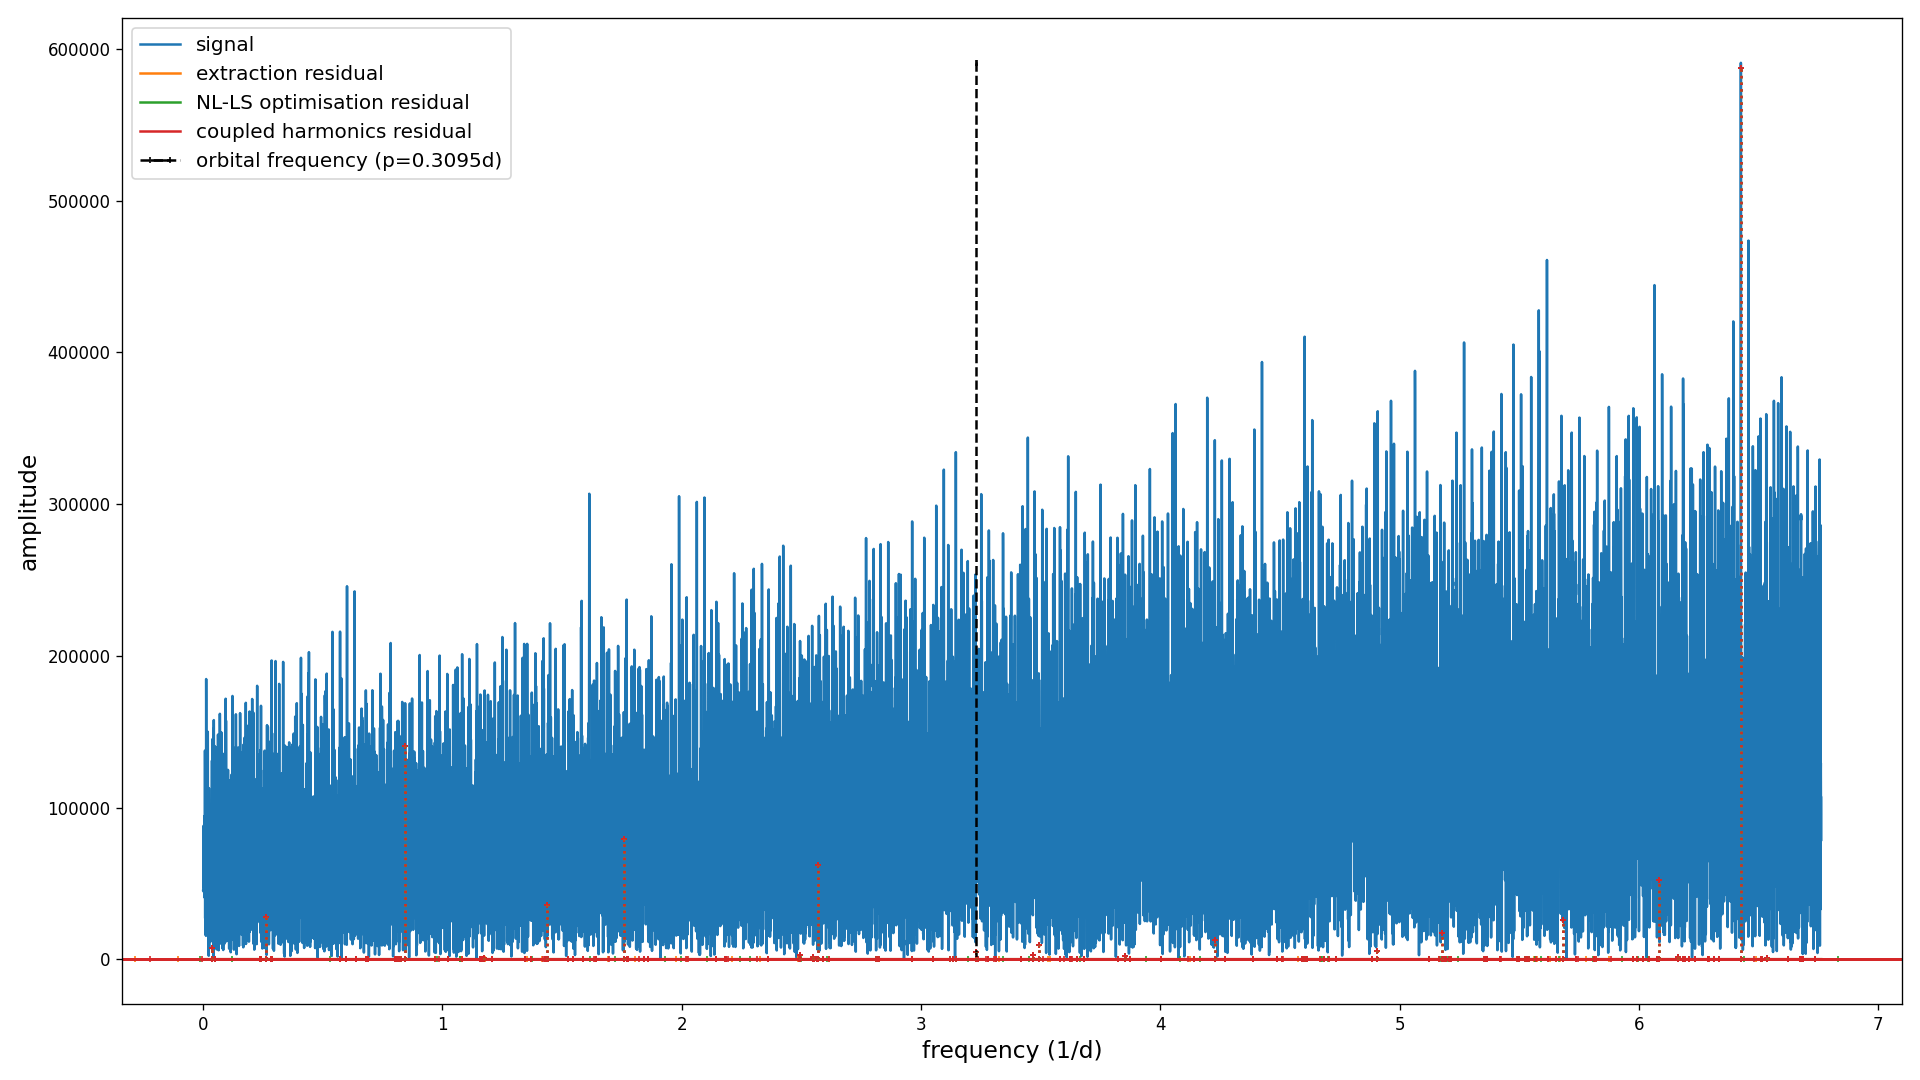 signal
extraction residual
NL-LS optimisation residual
coupled harmonics residual
orbital frequency (p=0.3095d)
600000
500000
400000
300000
200000
100000
0
amplitude
0 1 2 3 4 5 6 7
frequency (1/d)